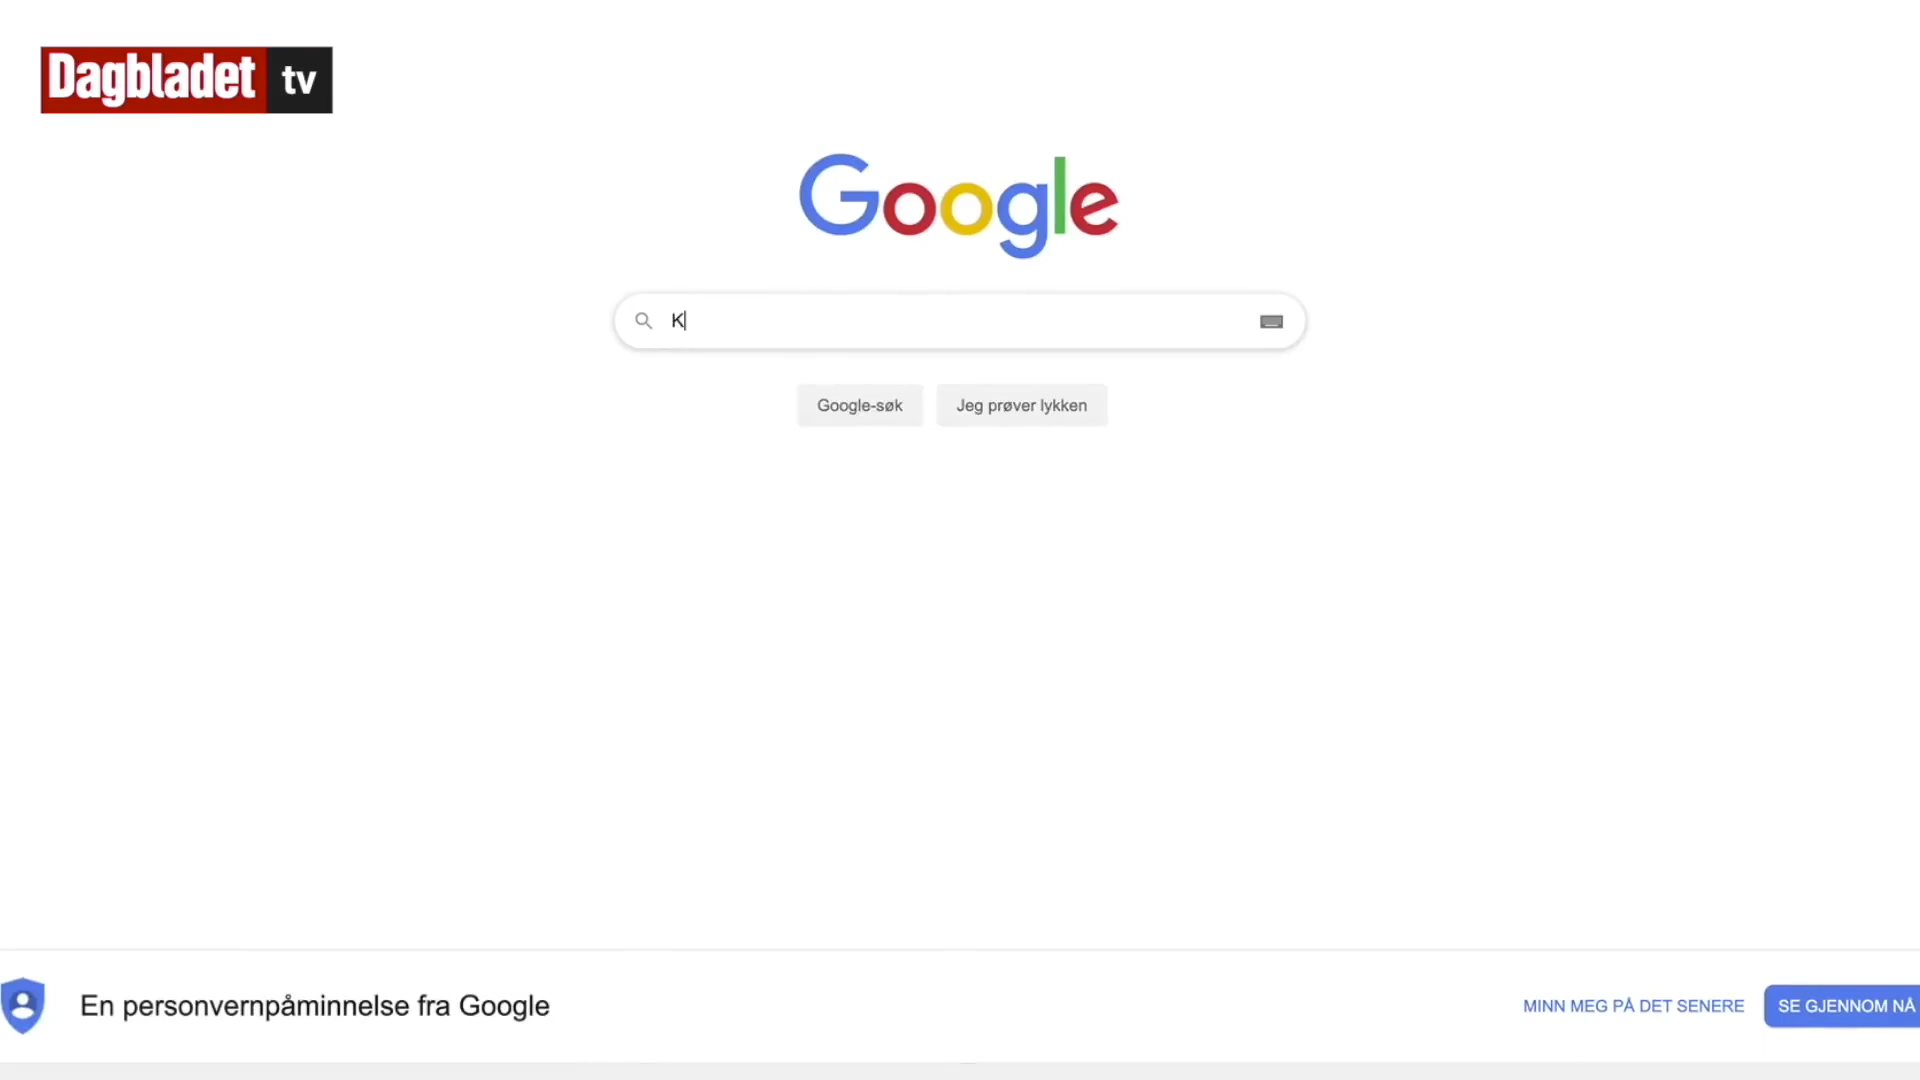 Dagbladet tv
Google
K
Google-søk
Jeg prøver lykken
En personvernpåminnelse fra Google
MINN MEG PÅ DET SENERE
SE GJENNOM NÅ